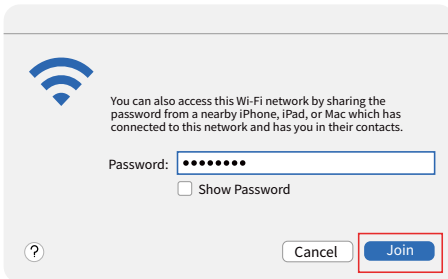 You can also access this Wi-Fi network by sharing the
password from a nearby iPhone, iPad, or Mac which has
connected to this network and has you in their contacts.
Password: ••••••••
Show Password
? Cancel Join